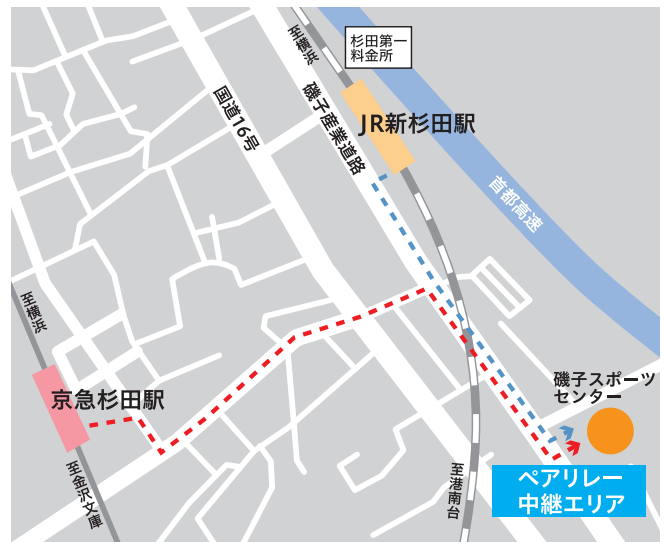 至横浜
杉田第一
料金所
国道16号
磯子産業道路
JR新杉田駅
首都高速
至横浜
京急杉田駅
磯子スポーツ
センター
至金沢文庫
至港南台
ペアリレー
中継エリア